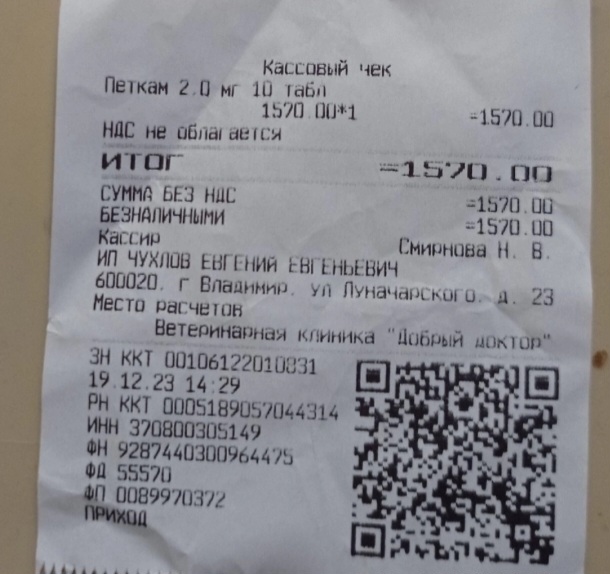 Кассовый чек
Петкам 2.0 мг 10 табл
1570.00*1 =1570.00
НДС не облагается
ИТОГ =1570.00
СУММА БЕЗ НДС =1570.00
БЕЗНАЛИЧНЫМИ =1570.00
Кассир Смирнова Н. В.
ИП ЧУХЛОВ ЕВГЕНИЙ ЕВГЕНЬЕВИЧ
600020, г Владимир, ул Луначарского, д. 23
Место расчетов
Ветеринарная клиника "Добрый доктор"
ЗН ККТ 00106122010831
19.12.23 14:29
РН ККТ 0005189057044314
ИНН 370800305149
ФН 9287440300964475
ФД 55570
ФП 0089970372
ПРИХОД